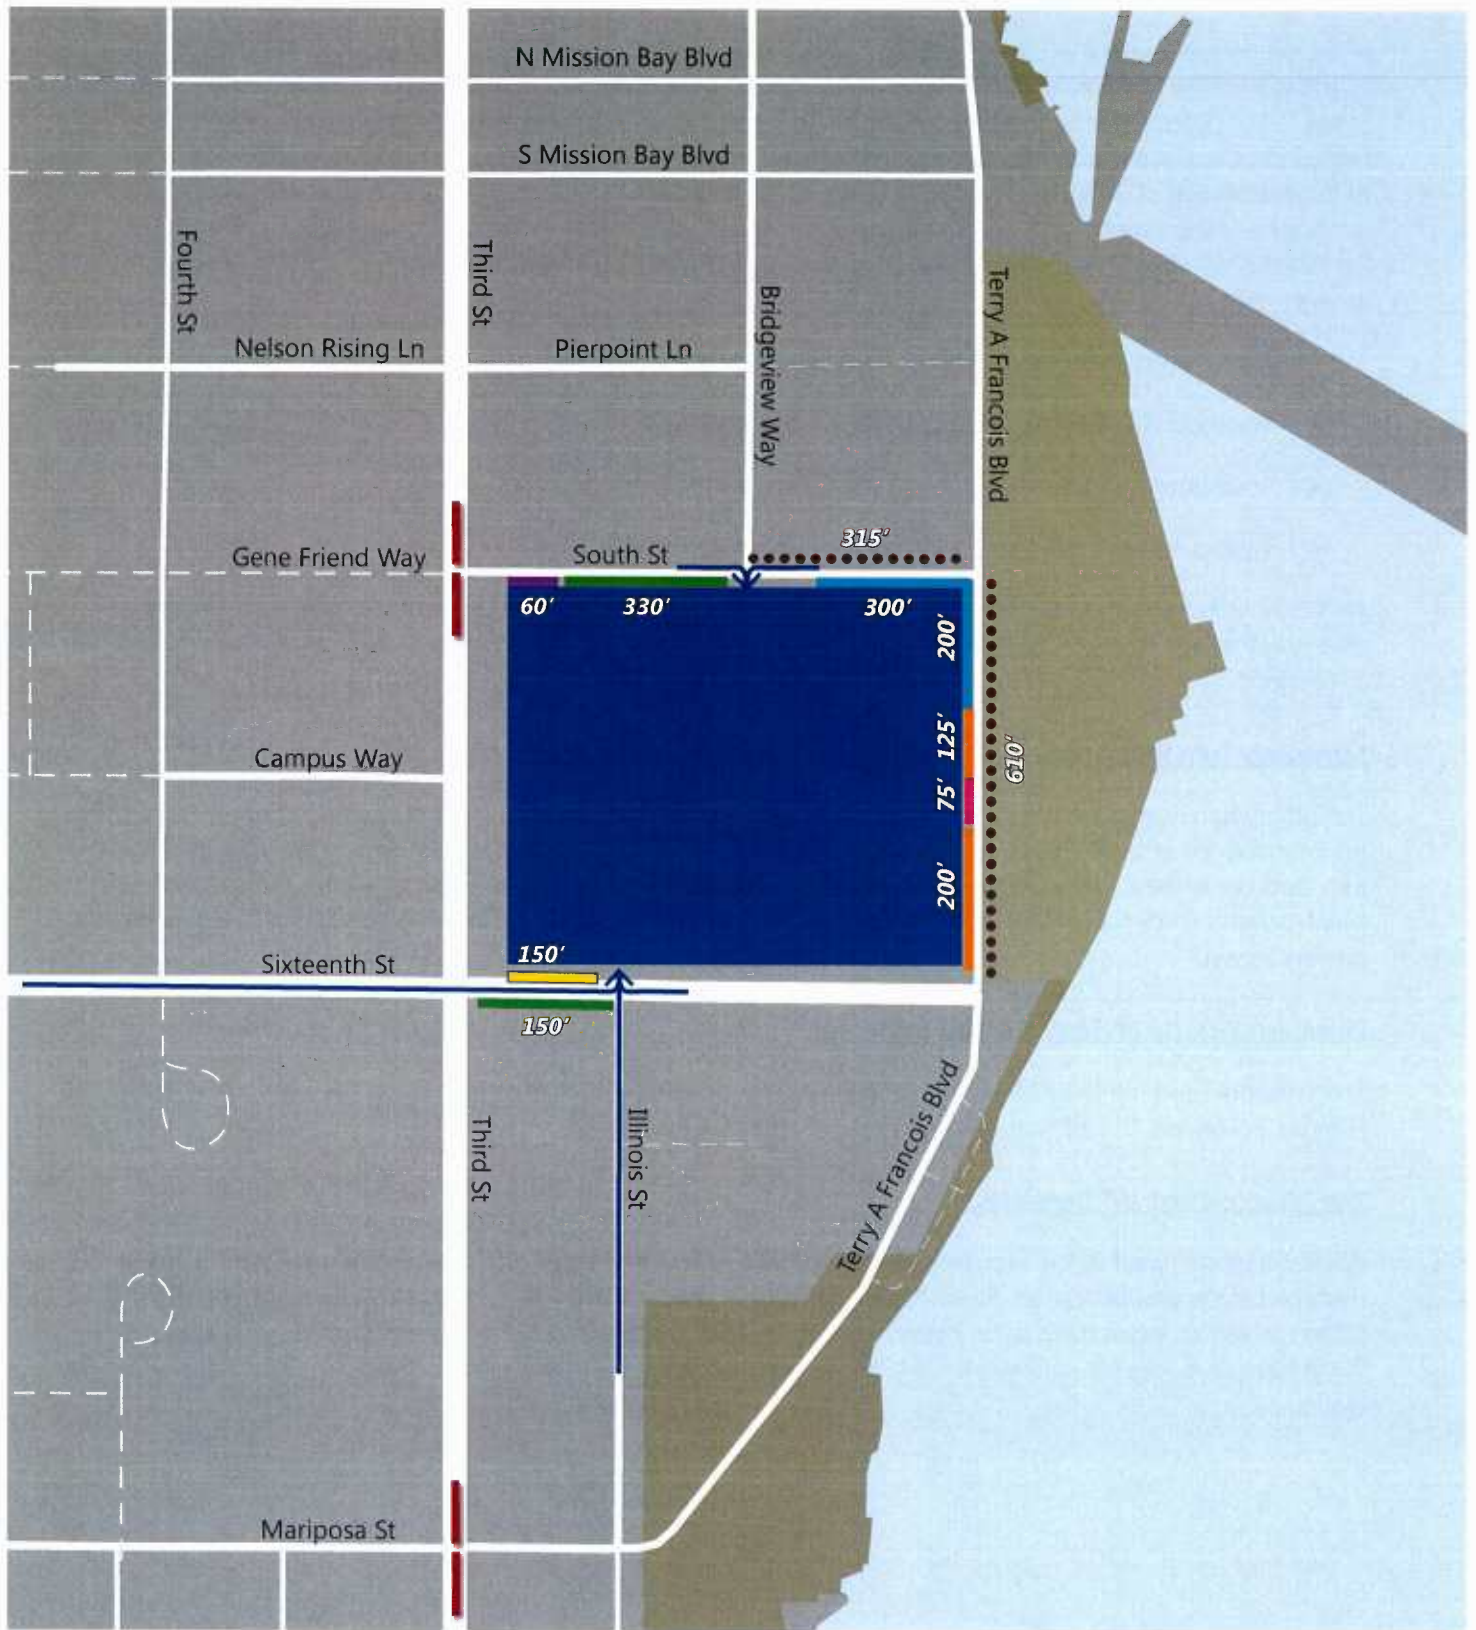 N Mission Bay Blvd
S Mission Bay Blvd
Fourth St
Third St
Bridgeview Way
Terry A Francois Blvd
Nelson Rising Ln
Pierpoint Ln
315'
Gene Friend Way
South St
60'
330'
300'
200'
125'
610'
Campus Way
75'
200'
150'
Sixteenth St
150'
Terry A Francois Blvd
Third St
Illinois St
Mariposa St